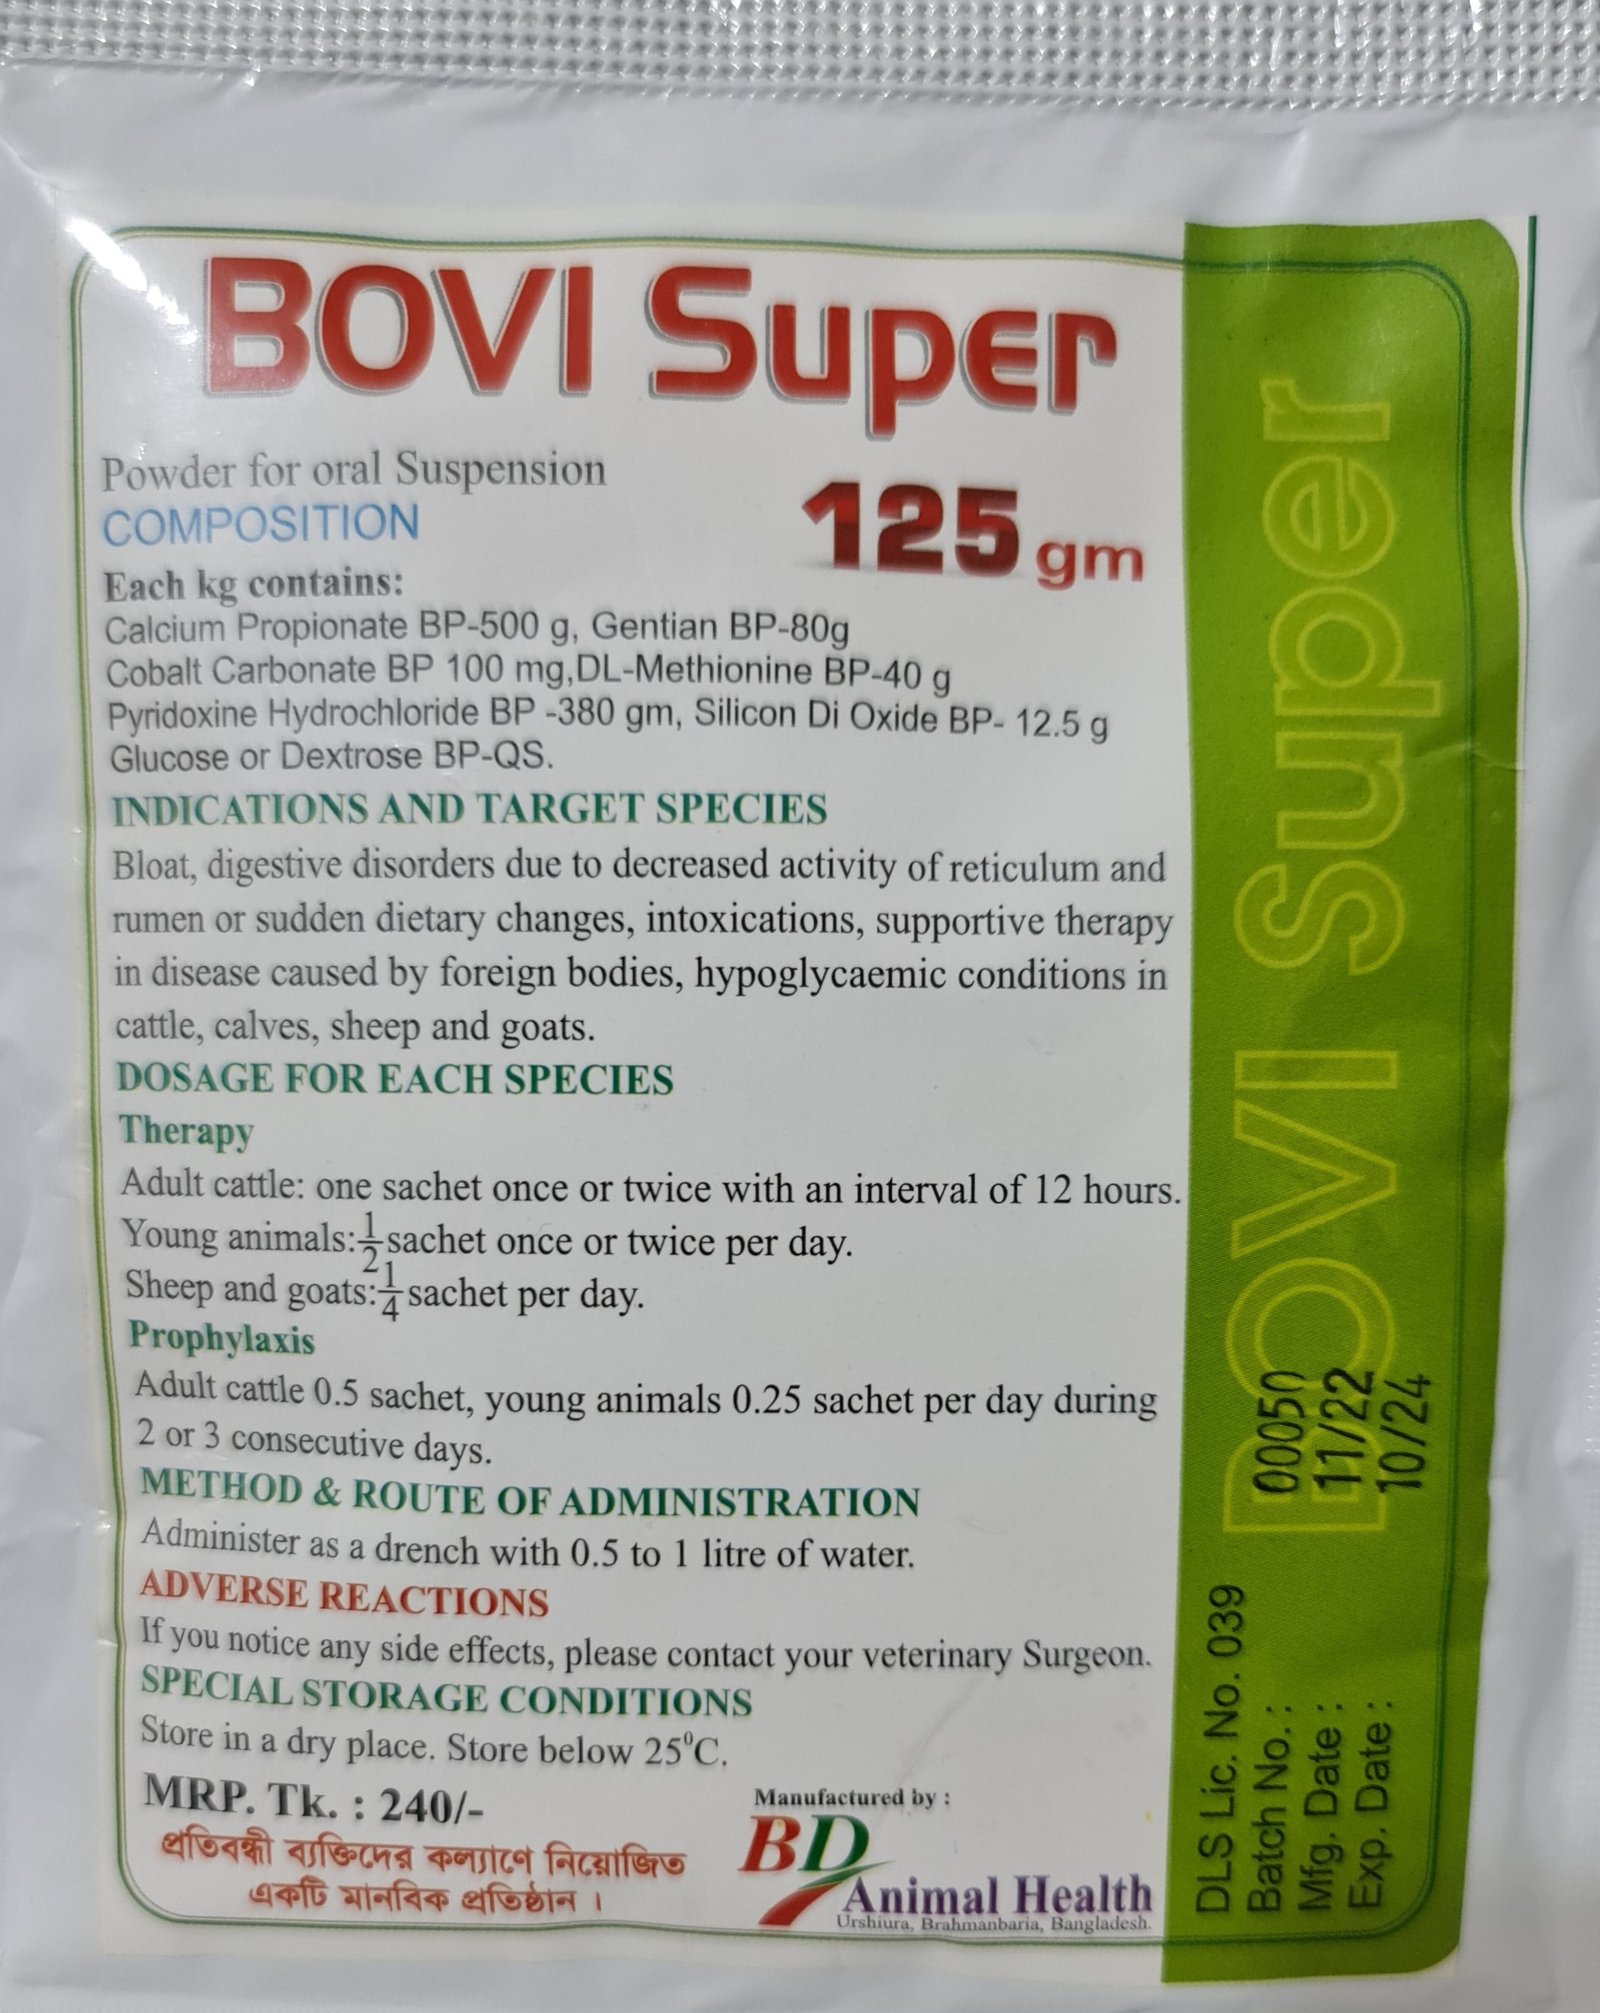 BOVI Super
Powder for oral Suspension
125 gm
COMPOSITION
Each kg contains:
Calcium Propionate BP-500 g, Gentian BP-80g
Cobalt Carbonate BP 100 mg,DL-Methionine BP-40 g
Pyridoxine Hydrochloride BP -380 gm, Silicon Di Oxide BP- 12.5 g
Glucose or Dextrose BP-QS.
INDICATIONS AND TARGET SPECIES
Bloat, digestive disorders due to decreased activity of reticulum and
rumen or sudden dietary changes, intoxications, supportive therapy
in disease caused by foreign bodies, hypoglycaemic conditions in
cattle, calves, sheep and goats.
DOSAGE FOR EACH SPECIES
Therapy
Adult cattle: one sachet once or twice with an interval of 12 hours.
Young animals:1/2 sachet once or twice per day.
Sheep and goats:1/4 sachet per day.
Prophylaxis
Adult cattle 0.5 sachet, young animals 0.25 sachet per day during
2 or 3 consecutive days.
METHOD & ROUTE OF ADMINISTRATION
Administer as a drench with 0.5 to 1 litre of water.
ADVERSE REACTIONS
If you notice any side effects, please contact your veterinary Surgeon.
SPECIAL STORAGE CONDITIONS
Store in a dry place. Store below 25⁰C.
MRP. Tk. : 240/-
প্রতিবন্ধী ব্যক্তিদের কল্যাণে নিয়োজিত
একটি মানবিক প্রতিষ্ঠান ।
Manufactured by :
BD
Animal Health
Urshiura, Brahmanbaria, Bangladesh.
BOVI Super
DLS Lic. No. 039
Batch No. : 00050
Mfg. Date : 11/22
Exp. Date : 10/24